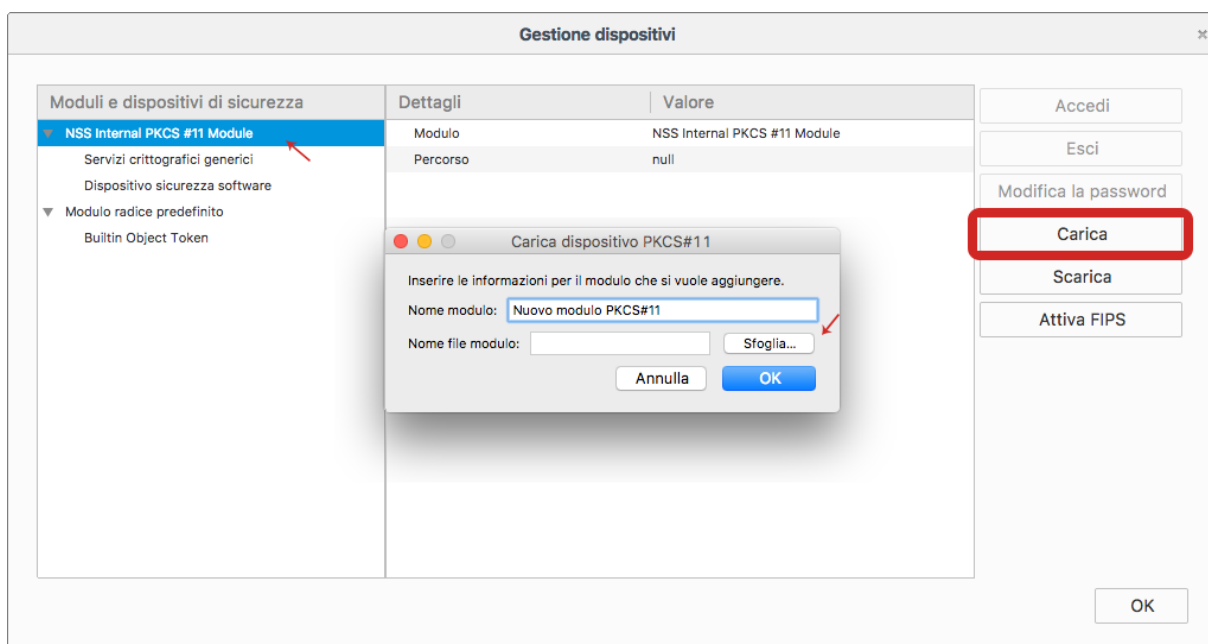 Gestione dispositivi
Moduli e dispositivi di sicurezza
NSS Internal PKCS #11 Module
Servizi crittografici generici
Dispositivo sicurezza software
Modulo radice predefinito
Builtin Object Token
Dettagli Valore
Modulo NSS Internal PKCS #11 Module
Percorso null
Carica dispositivo PKCS#11
Inserire le informazioni per il modulo che si vuole aggiungere.
Nome modulo: Nuovo modulo PKCS#11
Nome file modulo: Sfoglia...
Annulla OK
Accedi
Esci
Modifica la password
Carica
Scarica
Attiva FIPS
OK